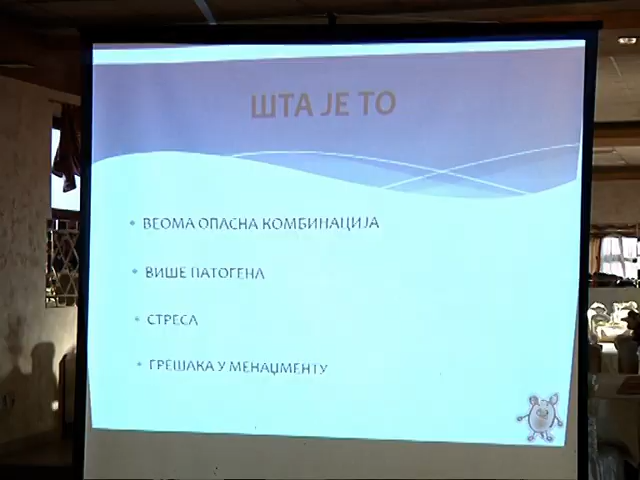 ШТА ЈЕ ТО
• ВЕОМА ОПАСНА КОМБИНАЦИЈА
• ВИШЕ ПАТОГЕНА
• СТРЕСА
• ГРЕШАКА У МЕНАЏМЕНТУ